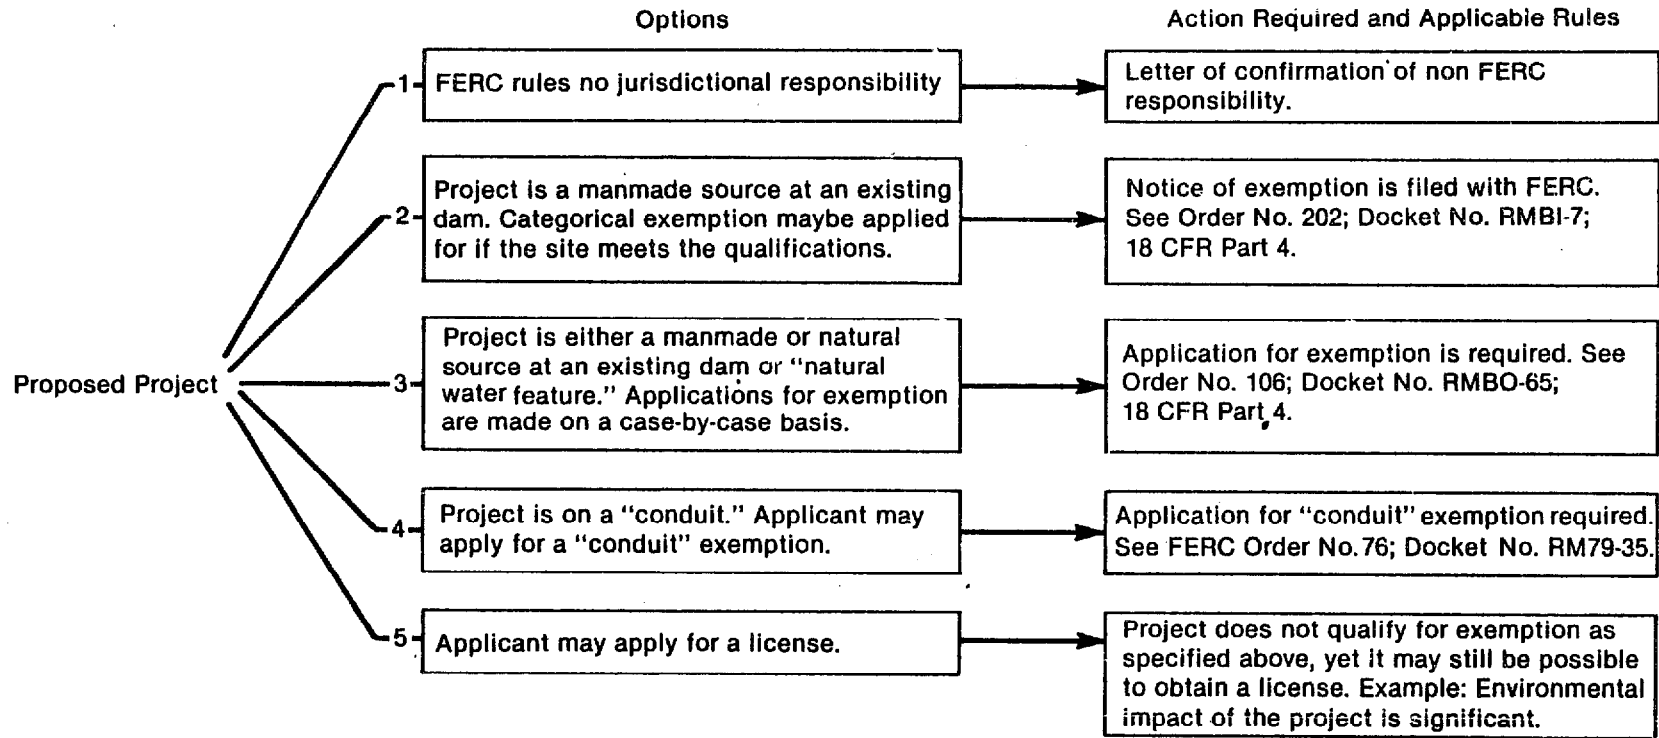 Options
Action Required and Applicable Rules
Proposed Project
1
FERC rules no jurisdictional responsibility
Letter of confirmation of non FERC
responsibility.
2
Project is a manmade source at an existing
dam. Categorical exemption maybe applied
for if the site meets the qualifications.
Notice of exemption is filed with FERC.
See Order No. 202; Docket No. RMBI-7;
18 CFR Part 4.
3
Project is either a manmade or natural
source at an existing dam or “natural
water feature.” Applications for exemption
are made on a case-by-case basis.
Application for exemption is required. See
Order No. 106; Docket No. RMBO-65;
18 CFR Part 4.
4
Project is on a “conduit.” Applicant may
apply for a “conduit” exemption.
Application for “conduit” exemption required.
See FERC Order No. 76; Docket No. RM79-35.
5
Applicant may apply for a license.
Project does not qualify for exemption as
specified above, yet it may still be possible
to obtain a license. Example: Environmental
impact of the project is significant.